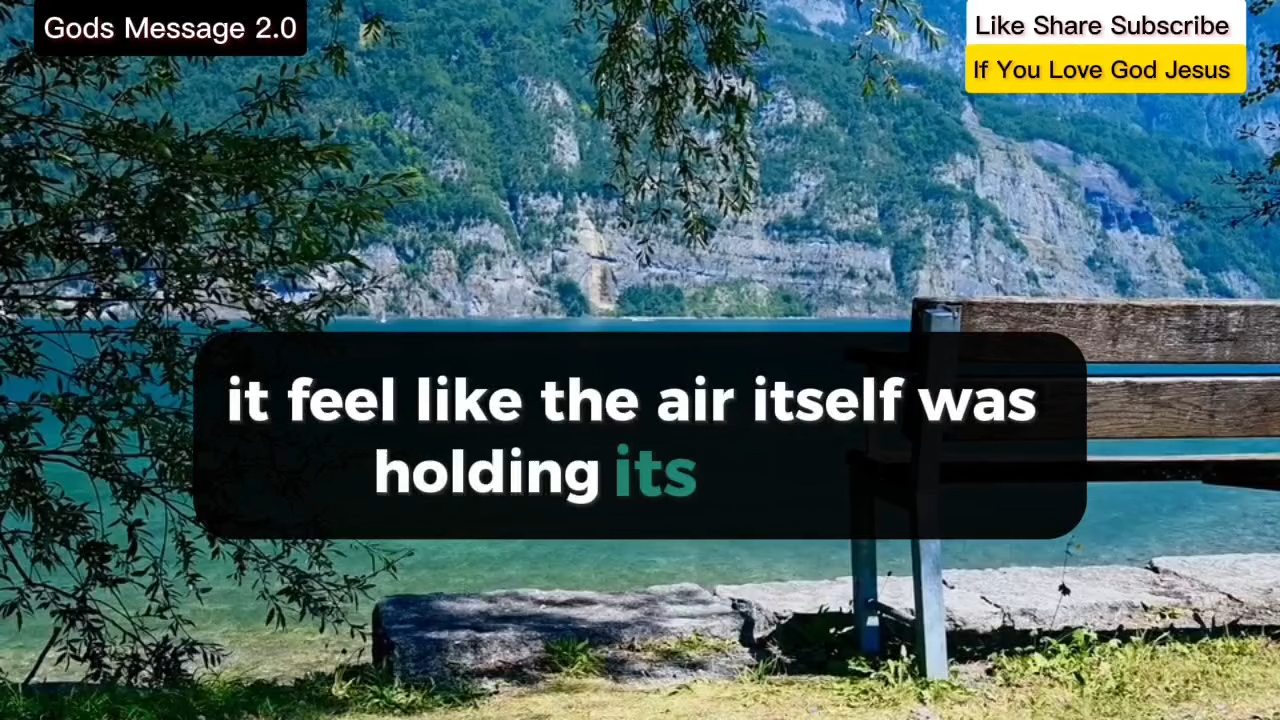 Gods Message 2.0
Like Share Subscribe
If You Love God Jesus
it feel like the air itself was
holding its